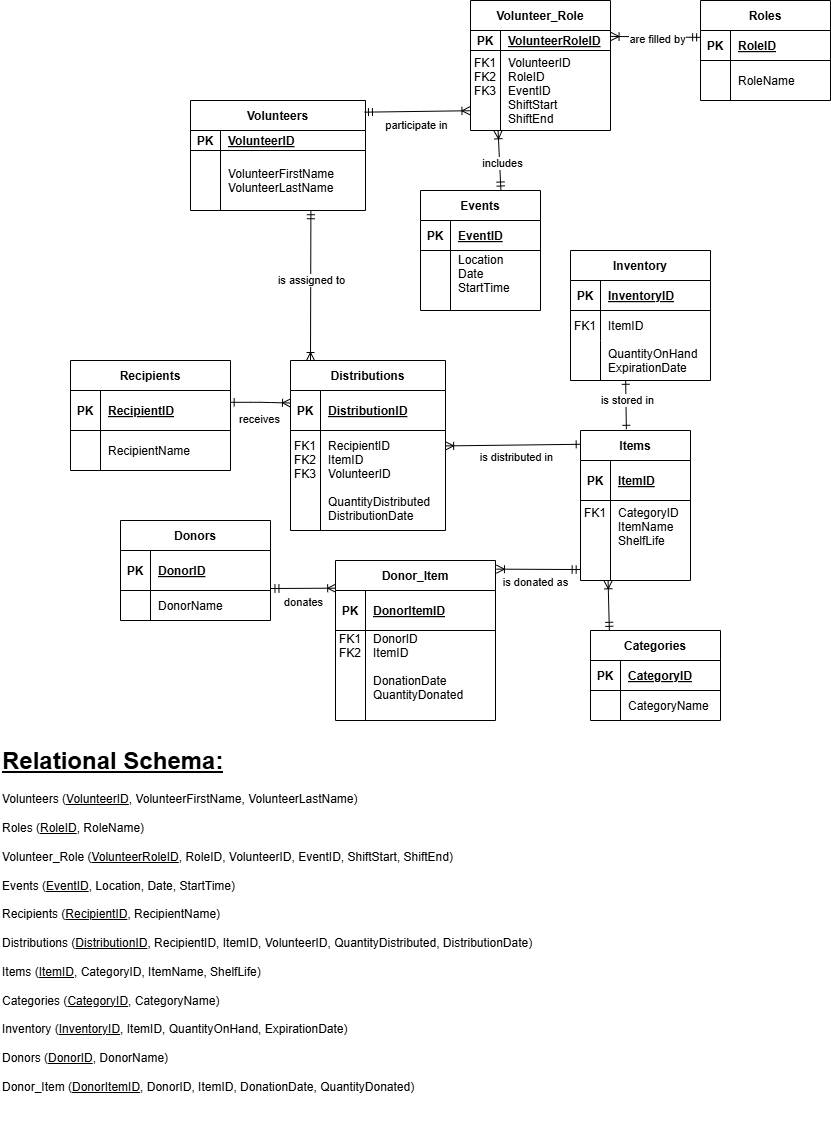 Volunteer_Role
PK VolunteerRoleID
FK1 VolunteerID
FK2 RoleID
FK3 EventID
ShiftStart
ShiftEnd
are filled by
Roles
PK RoleID
RoleName
Volunteers
PK VolunteerID
VolunteerFirstName
VolunteerLastName
participate in
includes
Events
PK EventID
Location
Date
StartTime
is assigned to
Inventory
PK InventoryID
FK1 ItemID
QuantityOnHand
ExpirationDate
is stored in
Recipients
PK RecipientID
RecipientName
receives
Distributions
PK DistributionID
FK1 RecipientID
FK2 ItemID
FK3 VolunteerID
QuantityDistributed
DistributionDate
is distributed in
Items
PK ItemID
FK1 CategoryID
ItemName
ShelfLife
Donors
PK DonorID
DonorName
donates
Donor_Item
PK DonorItemID
FK1 DonorID
FK2 ItemID
DonationDate
QuantityDonated
is donated as
Categories
PK CategoryID
CategoryName
Relational Schema:
Volunteers (VolunteerID, VolunteerFirstName, VolunteerLastName)
Roles (RoleID, RoleName)
Volunteer_Role (VolunteerRoleID, RoleID, VolunteerID, EventID, ShiftStart, ShiftEnd)
Events (EventID, Location, Date, StartTime)
Recipients (RecipientID, RecipientName)
Distributions (DistributionID, RecipientID, ItemID, VolunteerID, QuantityDistributed, DistributionDate)
Items (ItemID, CategoryID, ItemName, ShelfLife)
Categories (CategoryID, CategoryName)
Inventory (InventoryID, ItemID, QuantityOnHand, ExpirationDate)
Donors (DonorID, DonorName)
Donor_Item (DonorItemID, DonorID, ItemID, DonationDate, QuantityDonated)